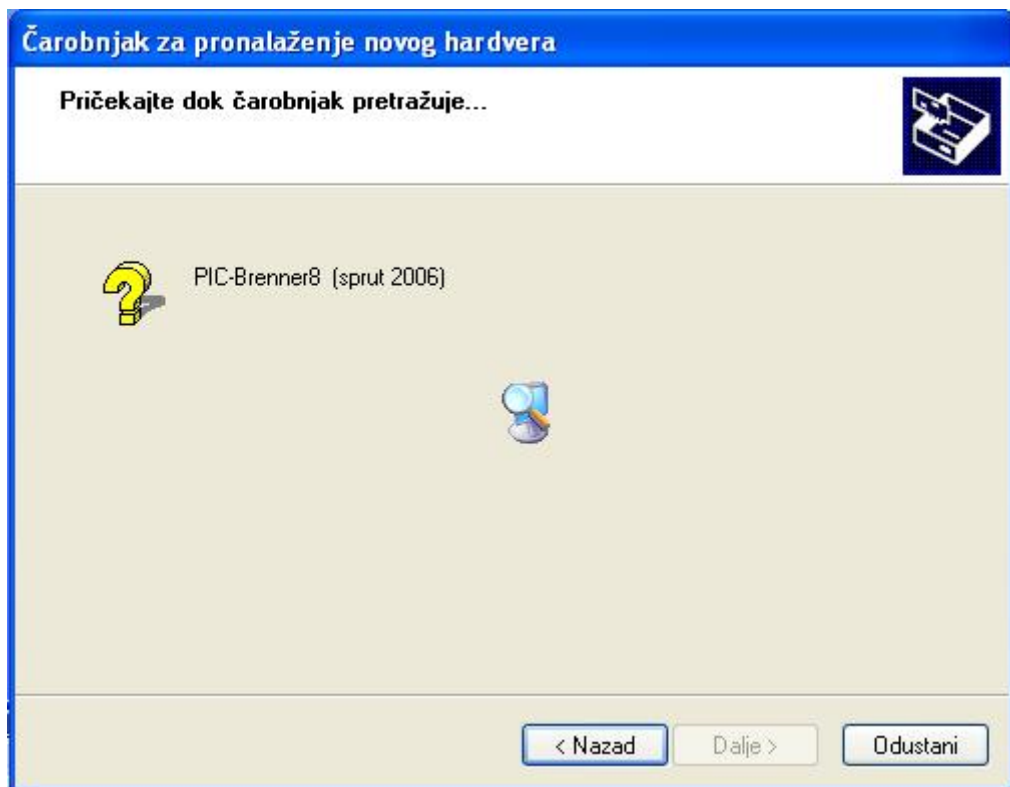 Čarobnjak za pronalaženje novog hardvera
Pričekajte dok čarobnjak pretražuje...
PIC-Brenner8 (sprut 2006)
< Nazad
Dalje >
Odustani